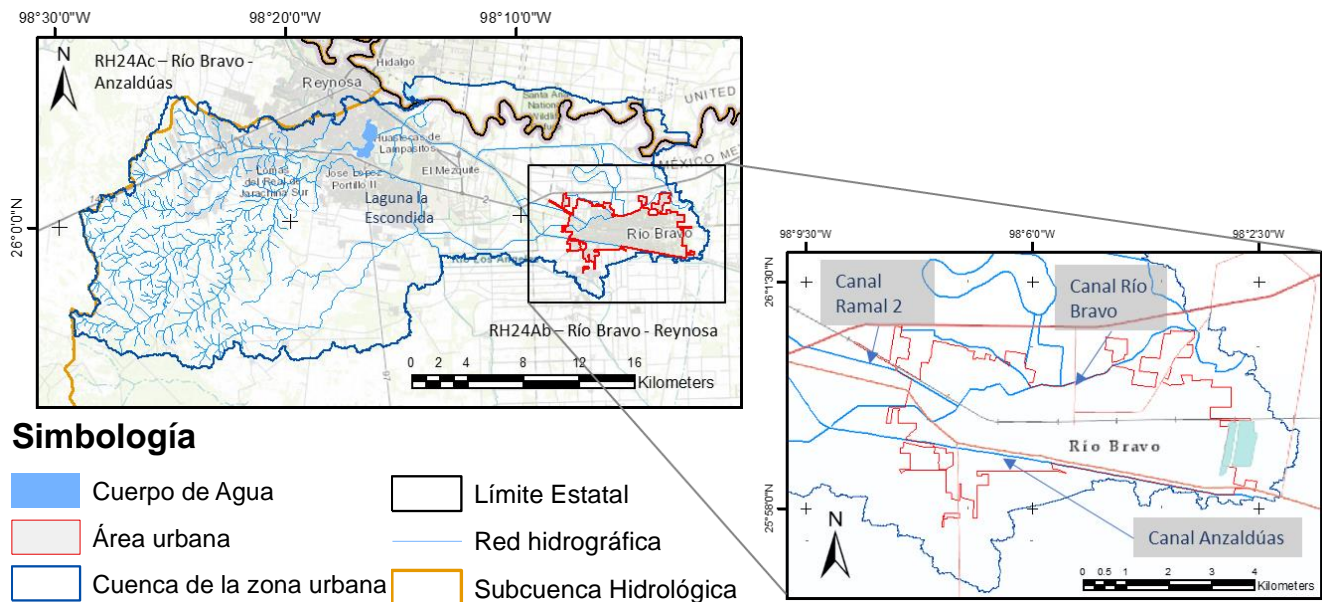 98°30'0"W
98°20'0"W
98°10'0"W
26°0'0"N
N
RH24Ac – Río Bravo -
Anzaldúas
Hidalgo
Reynosa
Santa Ana
National
UNITED
MÉXICO
Lampasitos
El Mezquite
Lomas
del Real de
Jarachina Sur
Jose Lopez
Portillo II
Laguna la
Escondida
2
97
Río Bravo
RH24Ab – Río Bravo - Reynosa
0 2 4 8 12 16
Kilometers
98°9'30"W
98°6'0"W
98°2'30"W
26°1'30"N
25°58'0"N
Canal
Ramal 2
Canal Río
Bravo
Río Bravo
Canal Anzaldúas
N
0 0.5 1 2 3 4
Kilometers
Simbología
Cuerpo de Agua
Área urbana
Cuenca de la zona urbana
Límite Estatal
Red hidrográfica
Subcuenca Hidrológica